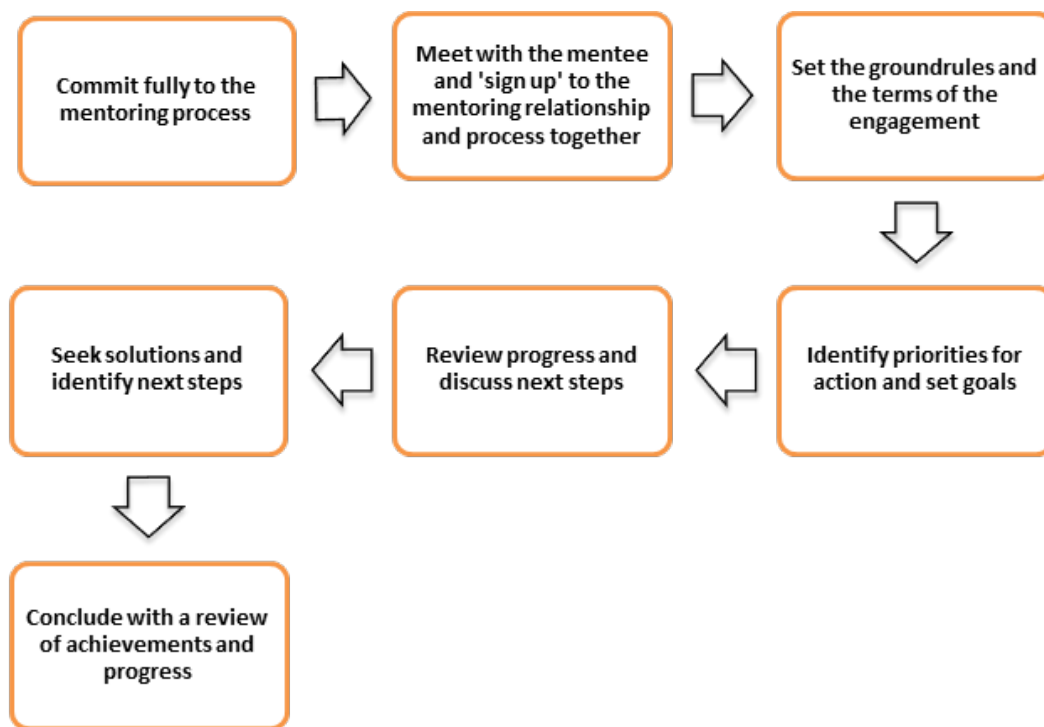 Commit fully to the
mentoring process
Meet with the mentee
and 'sign up' to the
mentoring relationship
and process together
Set the groundrules and
the terms of the
engagement
Identify priorities for
action and set goals
Review progress and
discuss next steps
Seek solutions and
identify next steps
Conclude with a review
of achievements and
progress